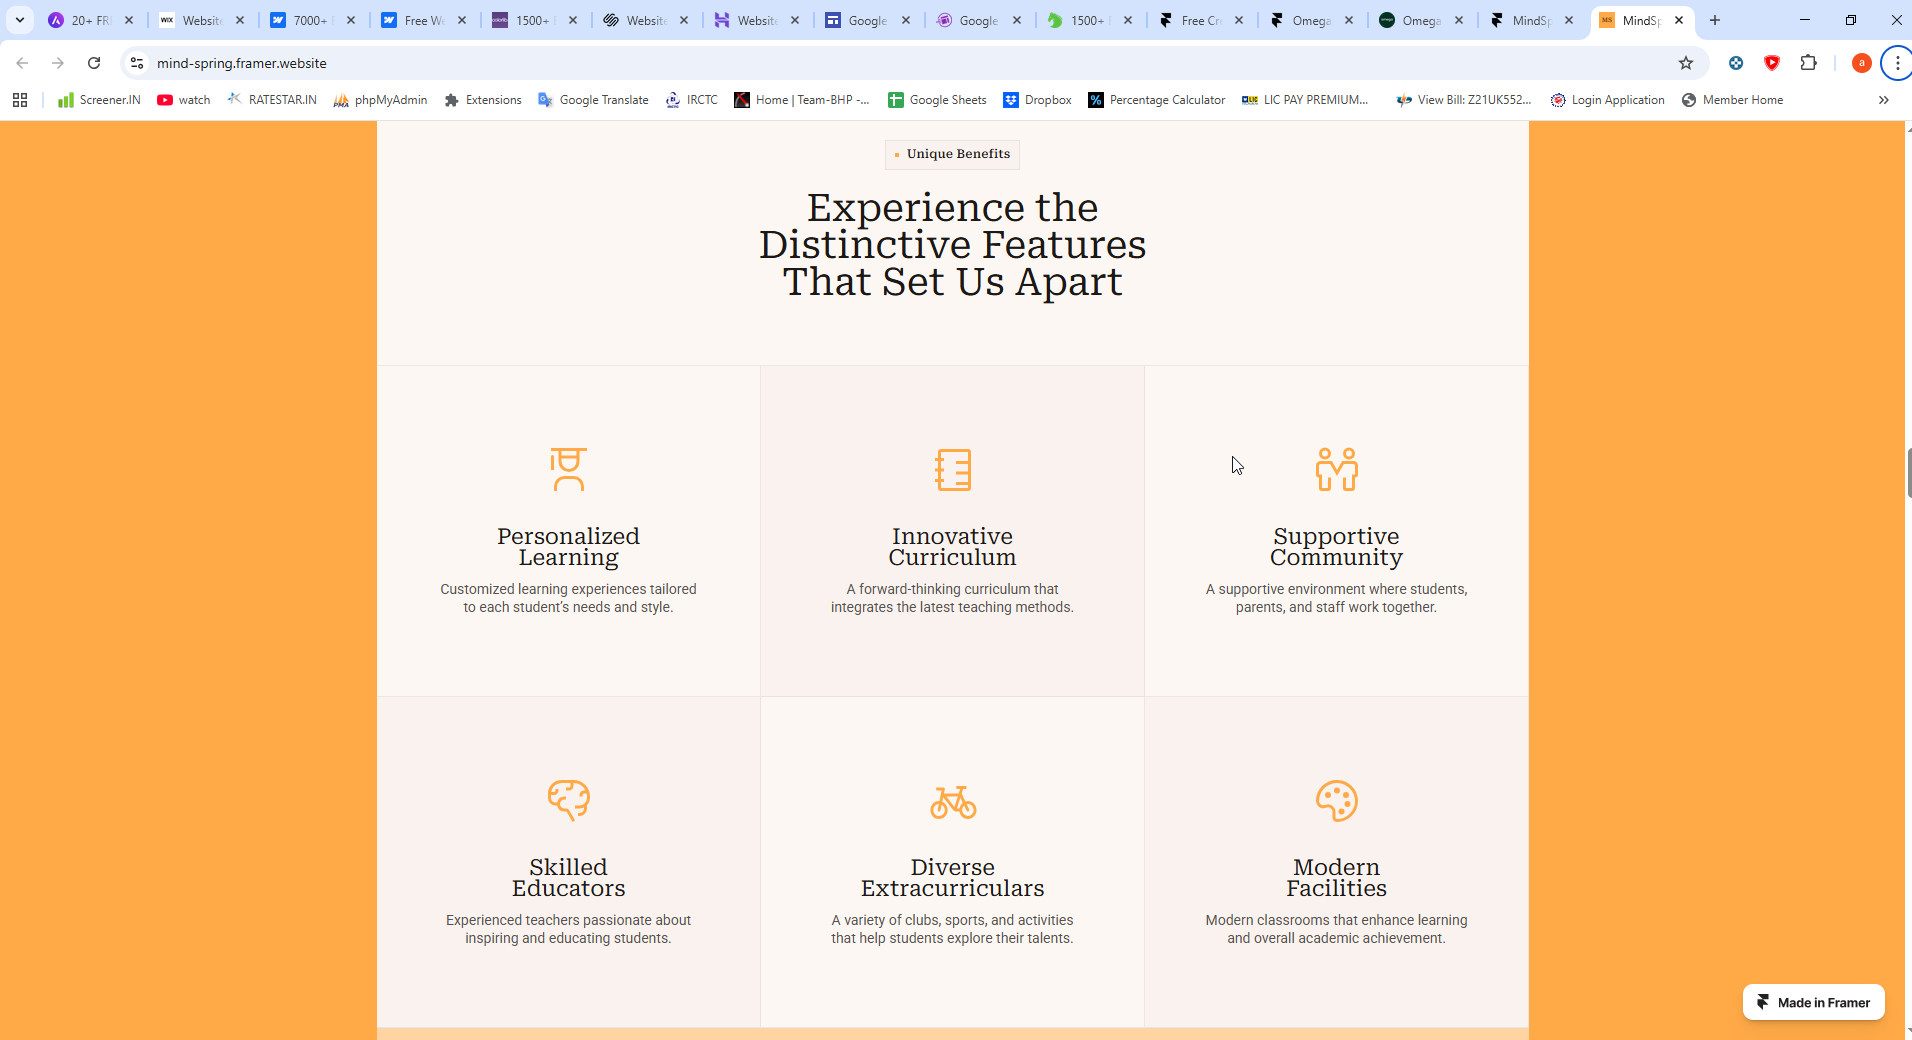 20+ FR
Website
7000+
Free We
1500+
Website
Website
Google
Google
1500+
Free Cr
Omega
Omega
MindSp
MS
MindSp
mind-spring.framer.website
a
Screener.IN
watch
RATESTAR.IN
phpMyAdmin
Extensions
Google Translate
IRCTC
Home | Team-BHP -...
Google Sheets
Dropbox
Percentage Calculator
LIC PAY PREMIUM...
View Bill: Z21UK552...
Login Application
Member Home
Unique Benefits
Experience the
Distinctive Features
That Set Us Apart
Personalized
Learning
Customized learning experiences tailored
to each student's needs and style.
Innovative
Curriculum
A forward-thinking curriculum that
integrates the latest teaching methods.
Supportive
Community
A supportive environment where students,
parents, and staff work together.
Skilled
Educators
Experienced teachers passionate about
inspiring and educating students.
Diverse
Extracurriculars
A variety of clubs, sports, and activities
that help students explore their talents.
Modern
Facilities
Modern classrooms that enhance learning
and overall academic achievement.
Made in Framer